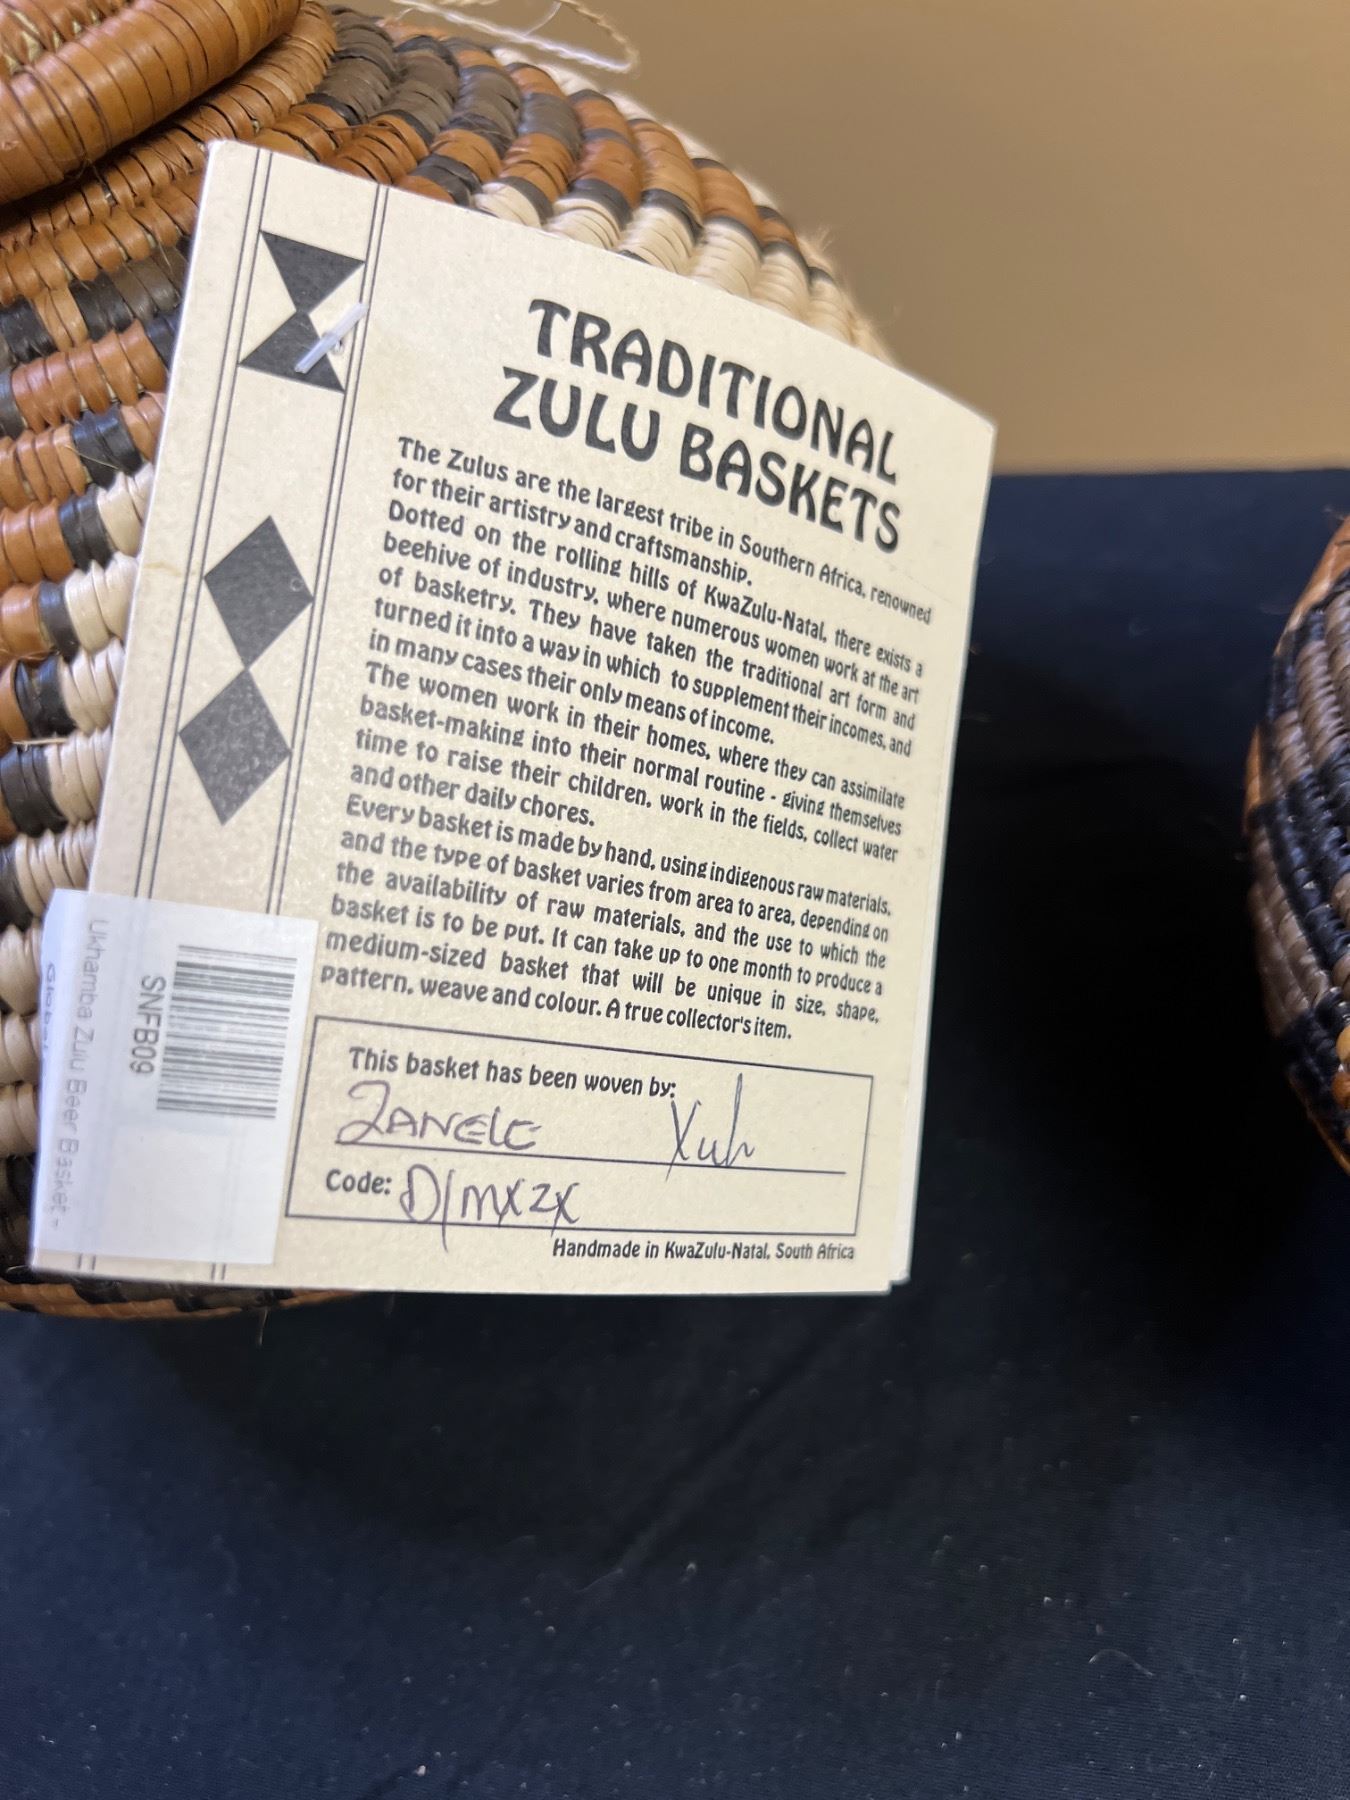 TRADITIONAL
ZULU BASKETS
The Zulus are the largest tribe in Southern Africa, renowned
for their artistry and craftsmanship.
Dotted on the rolling hills of KwaZulu-Natal, there exists a
beehive of industry, where numerous women work at the art
of basketry. They have taken the traditional art form and
turned it into a way in which to supplement their incomes, and
in many cases their only means of income.
The women work in their homes, where they can assimilate
basket-making into their normal routine - giving themselves
time to raise their children, work in the fields, collect water
and other daily chores.
Every basket is made by hand, using indigenous raw materials,
and the type of basket varies from area to area, depending on
the availability of raw materials, and the use to which the
basket is to be put. It can take up to one month to produce a
medium-sized basket that will be unique in size, shape,
pattern, weave and colour. A true collector's item.
This basket has been woven by:
ZANELE
Code: D/MXZX
Handmade in KwaZulu-Natal, South Africa
SNFB09
Ukhamba Zulu Beer Basket -